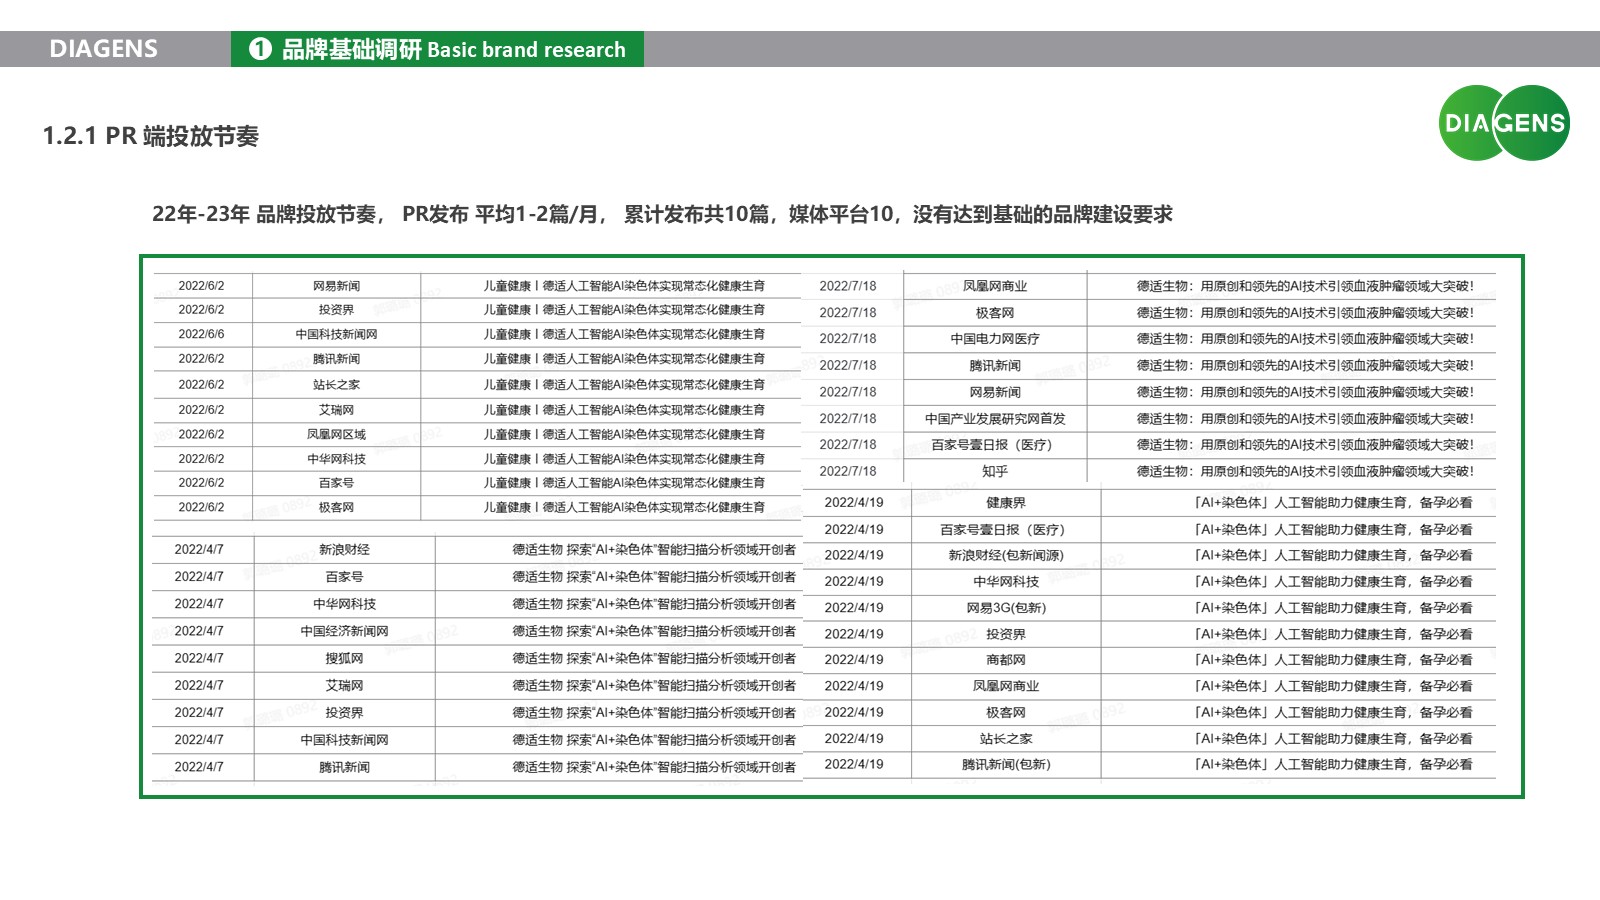 DIAGENS
❶ 品牌基础调研 Basic brand research
DIAGENS
1.2.1 PR 端投放节奏
22年-23年 品牌投放节奏， PR发布 平均1-2篇/月， 累计发布共10篇，媒体平台10，没有达到基础的品牌建设要求
2022/6/2 网易新闻 儿童健康丨德适人工智能AI染色体实现常态化健康生育
2022/6/2 投资界 儿童健康丨德适人工智能AI染色体实现常态化健康生育
2022/6/6 中国科技新闻网 儿童健康丨德适人工智能AI染色体实现常态化健康生育
2022/6/2 腾讯新闻 儿童健康丨德适人工智能AI染色体实现常态化健康生育
2022/6/2 站长之家 儿童健康丨德适人工智能AI染色体实现常态化健康生育
2022/6/2 艾瑞网 儿童健康丨德适人工智能AI染色体实现常态化健康生育
2022/6/2 凤凰网区域 儿童健康丨德适人工智能AI染色体实现常态化健康生育
2022/6/2 中华网科技 儿童健康丨德适人工智能AI染色体实现常态化健康生育
2022/6/2 百家号 儿童健康丨德适人工智能AI染色体实现常态化健康生育
2022/6/2 极客网 儿童健康丨德适人工智能AI染色体实现常态化健康生育
2022/4/7 新浪财经 德适生物 探索“AI+染色体”智能扫描分析领域开创者
2022/4/7 百家号 德适生物 探索“AI+染色体”智能扫描分析领域开创者
2022/4/7 中华网科技 德适生物 探索“AI+染色体”智能扫描分析领域开创者
2022/4/7 中国经济新闻网 德适生物 探索“AI+染色体”智能扫描分析领域开创者
2022/4/7 搜狐网 德适生物 探索“AI+染色体”智能扫描分析领域开创者
2022/4/7 艾瑞网 德适生物 探索“AI+染色体”智能扫描分析领域开创者
2022/4/7 投资界 德适生物 探索“AI+染色体”智能扫描分析领域开创者
2022/4/7 中国科技新闻网 德适生物 探索“AI+染色体”智能扫描分析领域开创者
2022/4/7 腾讯新闻 德适生物 探索“AI+染色体”智能扫描分析领域开创者
2022/7/18 凤凰网商业 德适生物：用原创和领先的AI技术引领血液肿瘤领域大突破！
2022/7/18 极客网 德适生物：用原创和领先的AI技术引领血液肿瘤领域大突破！
2022/7/18 中国电力网医疗 德适生物：用原创和领先的AI技术引领血液肿瘤领域大突破！
2022/7/18 腾讯新闻 德适生物：用原创和领先的AI技术引领血液肿瘤领域大突破！
2022/7/18 网易新闻 德适生物：用原创和领先的AI技术引领血液肿瘤领域大突破！
2022/7/18 中国产业发展研究网首发 德适生物：用原创和领先的AI技术引领血液肿瘤领域大突破！
2022/7/18 百家号壹日报（医疗） 德适生物：用原创和领先的AI技术引领血液肿瘤领域大突破！
2022/7/18 知乎 德适生物：用原创和领先的AI技术引领血液肿瘤领域大突破！
2022/4/19 健康界 「AI+染色体」人工智能助力健康生育，备孕必看
2022/4/19 百家号壹日报（医疗） 「AI+染色体」人工智能助力健康生育，备孕必看
2022/4/19 新浪财经(包新闻源) 「AI+染色体」人工智能助力健康生育，备孕必看
2022/4/19 中华网科技 「AI+染色体」人工智能助力健康生育，备孕必看
2022/4/19 网易3G(包新) 「AI+染色体」人工智能助力健康生育，备孕必看
2022/4/19 投资界 「AI+染色体」人工智能助力健康生育，备孕必看
2022/4/19 商都网 「AI+染色体」人工智能助力健康生育，备孕必看
2022/4/19 凤凰网商业 「AI+染色体」人工智能助力健康生育，备孕必看
2022/4/19 极客网 「AI+染色体」人工智能助力健康生育，备孕必看
2022/4/19 站长之家 「AI+染色体」人工智能助力健康生育，备孕必看
2022/4/19 腾讯新闻(包新) 「AI+染色体」人工智能助力健康生育，备孕必看